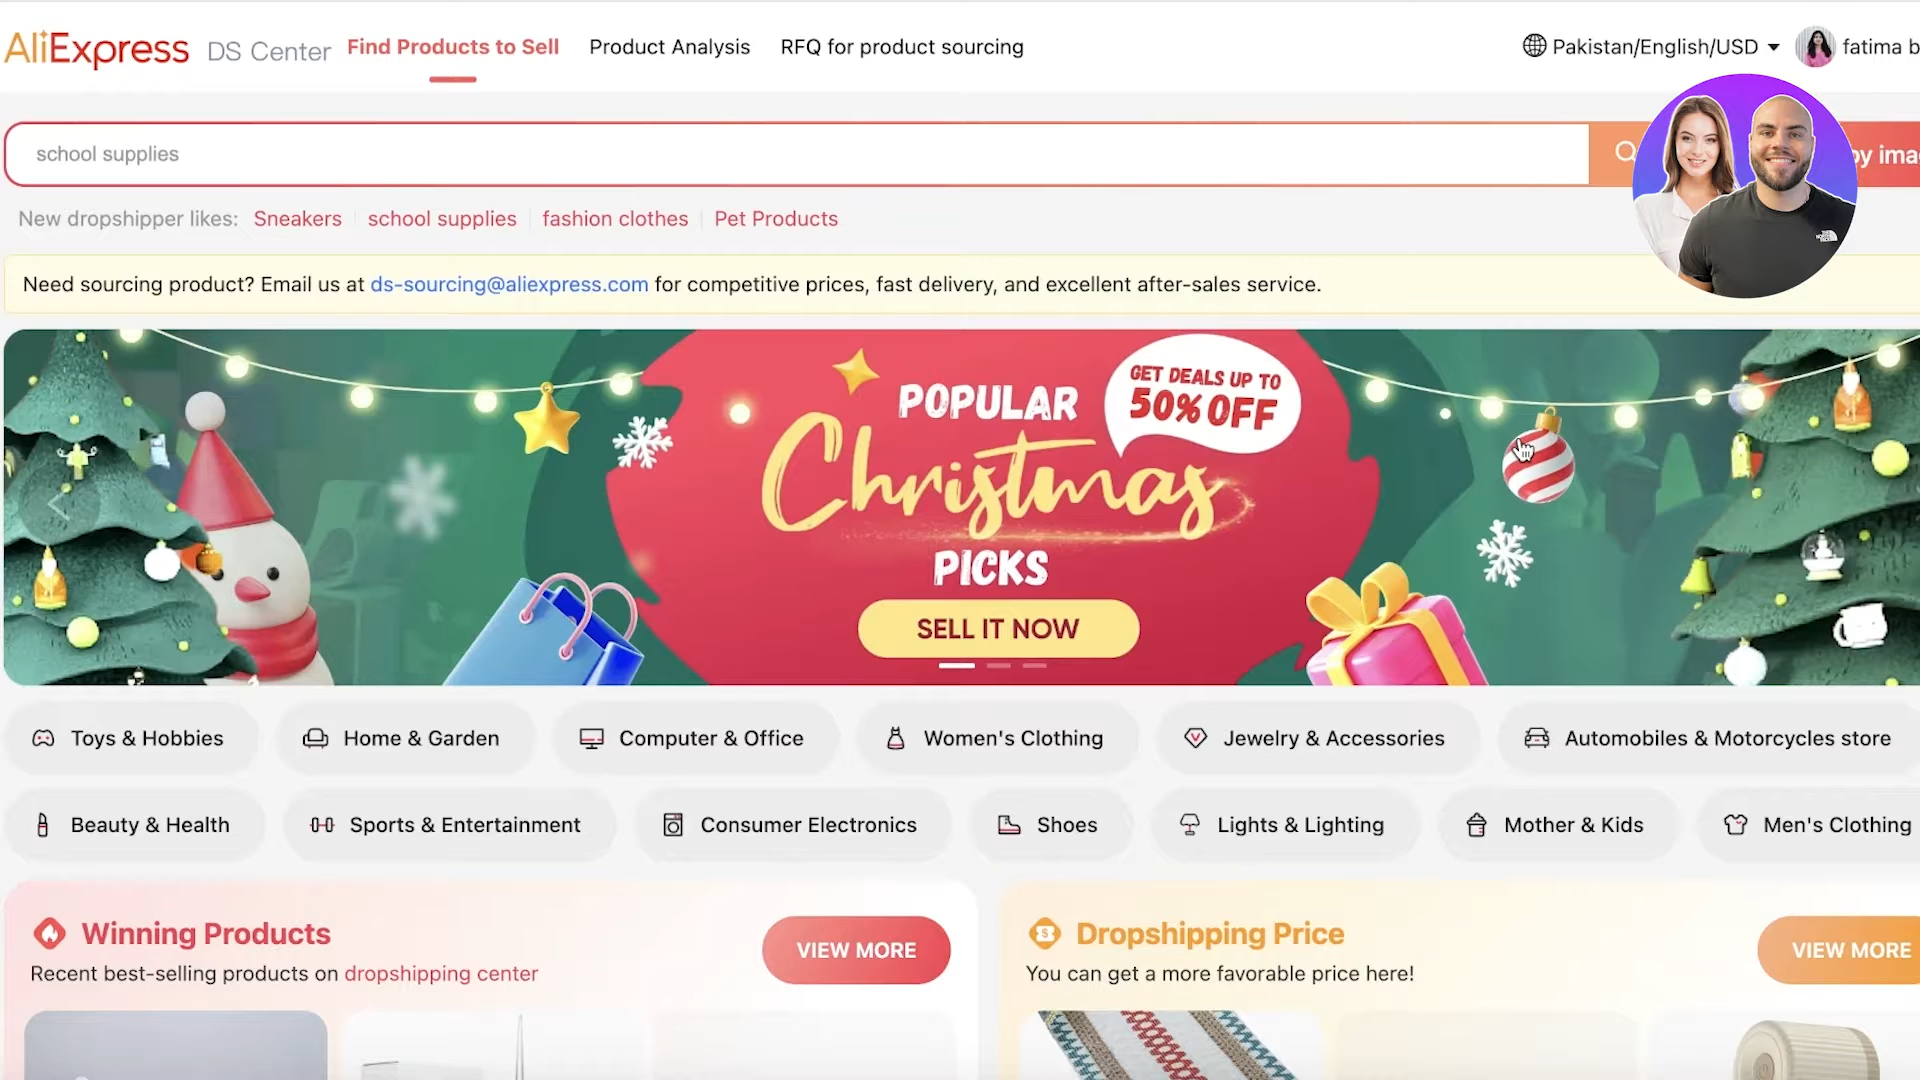 AliExpress DS Center Find Products to Sell Product Analysis RFQ for product sourcing Pakistan/English/USD fatima b
school supplies
by ima
New dropshipper likes: Sneakers school supplies fashion clothes Pet Products
Need sourcing product? Email us at ds-sourcing@aliexpress.com for competitive prices, fast delivery, and excellent after-sales service.
GET DEALS UP TO
50% OFF
POPULAR
Christmas
PICKS
SELL IT NOW
Toys & Hobbies Home & Garden Computer & Office Women's Clothing Jewelry & Accessories Automobiles & Motorcycles store
Beauty & Health Sports & Entertainment Consumer Electronics Shoes Lights & Lighting Mother & Kids Men's Clothing
Winning Products
Recent best-selling products on dropshipping center
VIEW MORE
Dropshipping Price
You can get a more favorable price here!
VIEW MORE